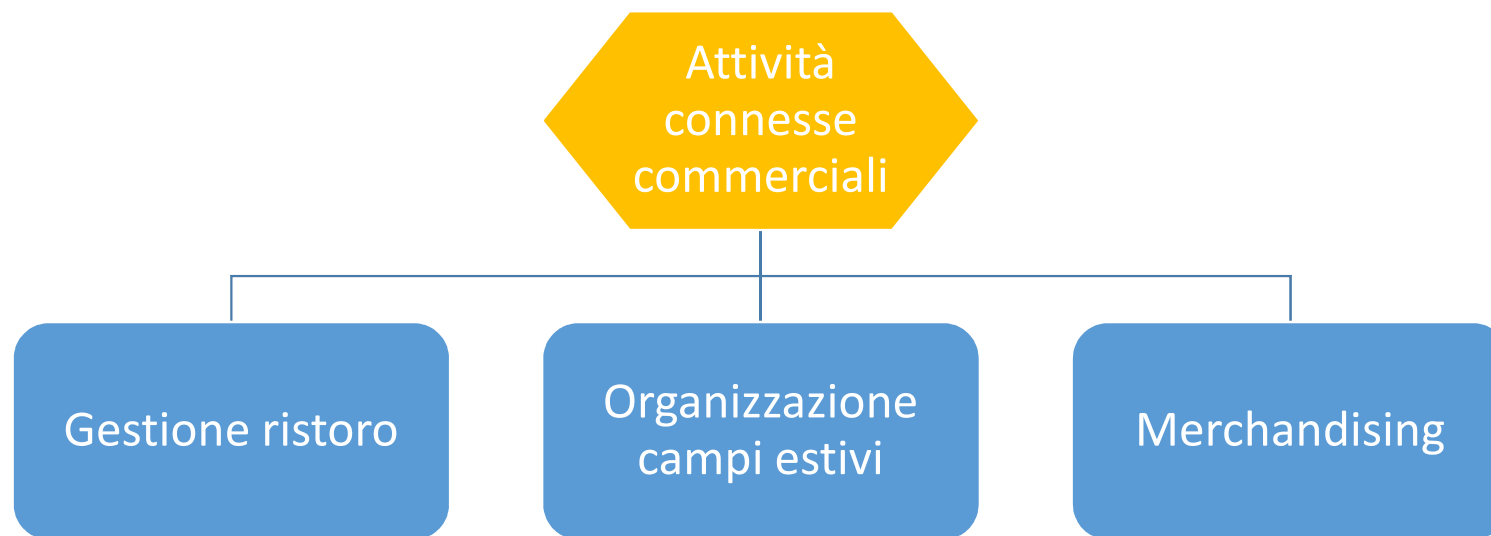 Attività
connesse
commerciali
Gestione ristoro
Organizzazione
campi estivi
Merchandising